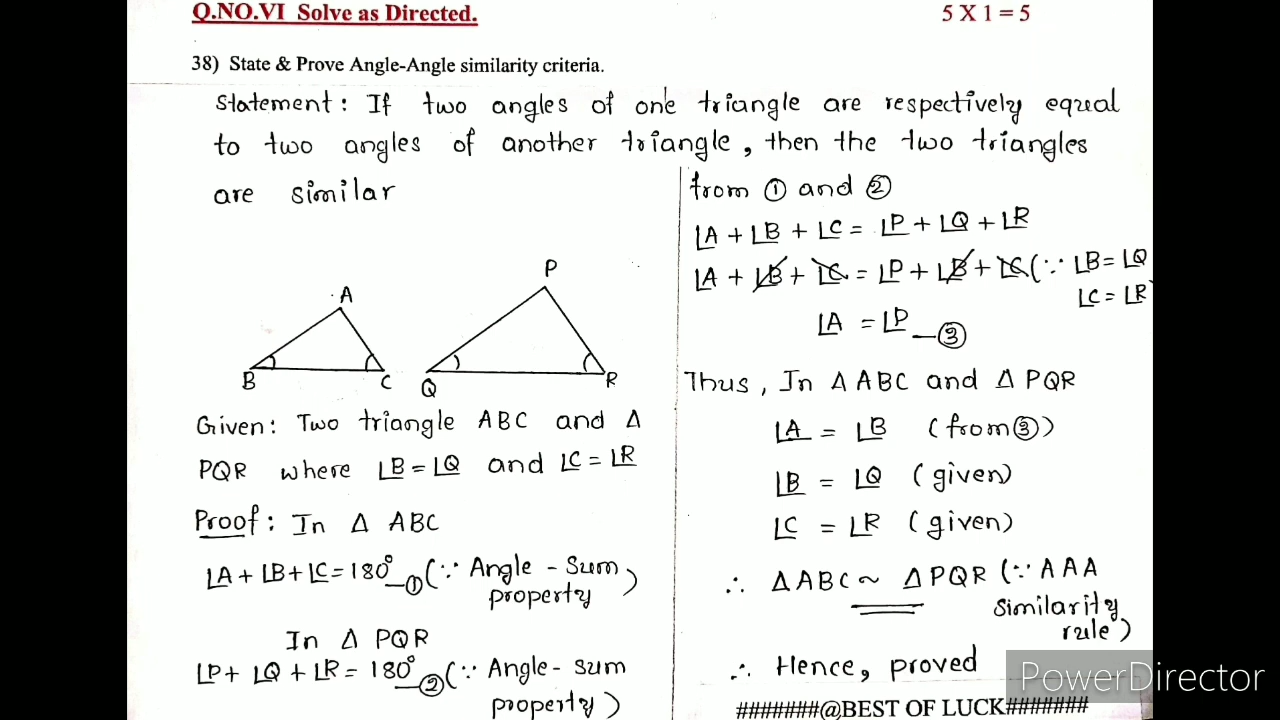 Q.NO.VI Solve as Directed. 5 X 1 = 5
38) State & Prove Angle-Angle similarity criteria.
Statement: If two angles of one triangle are respectively equal
to two angles of another triangle, then the two triangles
are similar
A
B
C
P
Q
R
Given: Two triangle ABC and Δ
PQR where ∠B = ∠Q and ∠C = ∠R
Proof: In Δ ABC
∠A + ∠B + ∠C = 180° —① (∵ Angle - Sum
property)
In Δ PQR
∠P + ∠Q + ∠R = 180° —② (∵ Angle - sum
property)
from ① and ②
∠A + ∠B + ∠C = ∠P + ∠Q + ∠R
∠A + ∠B + ∠C = ∠P + ∠B + ∠C (∵ ∠B = ∠Q
∠C = ∠R)
∠A = ∠P —③
Thus, In Δ ABC and Δ PQR
∠A = ∠B (from ③)
∠B = ∠Q (given)
∠C = ∠R (given)
∴ ΔABC ~ ΔPQR (∵ AAA
Similarity
rule)
∴ Hence, proved
PowerDirector
#######@BEST OF LUCK#######